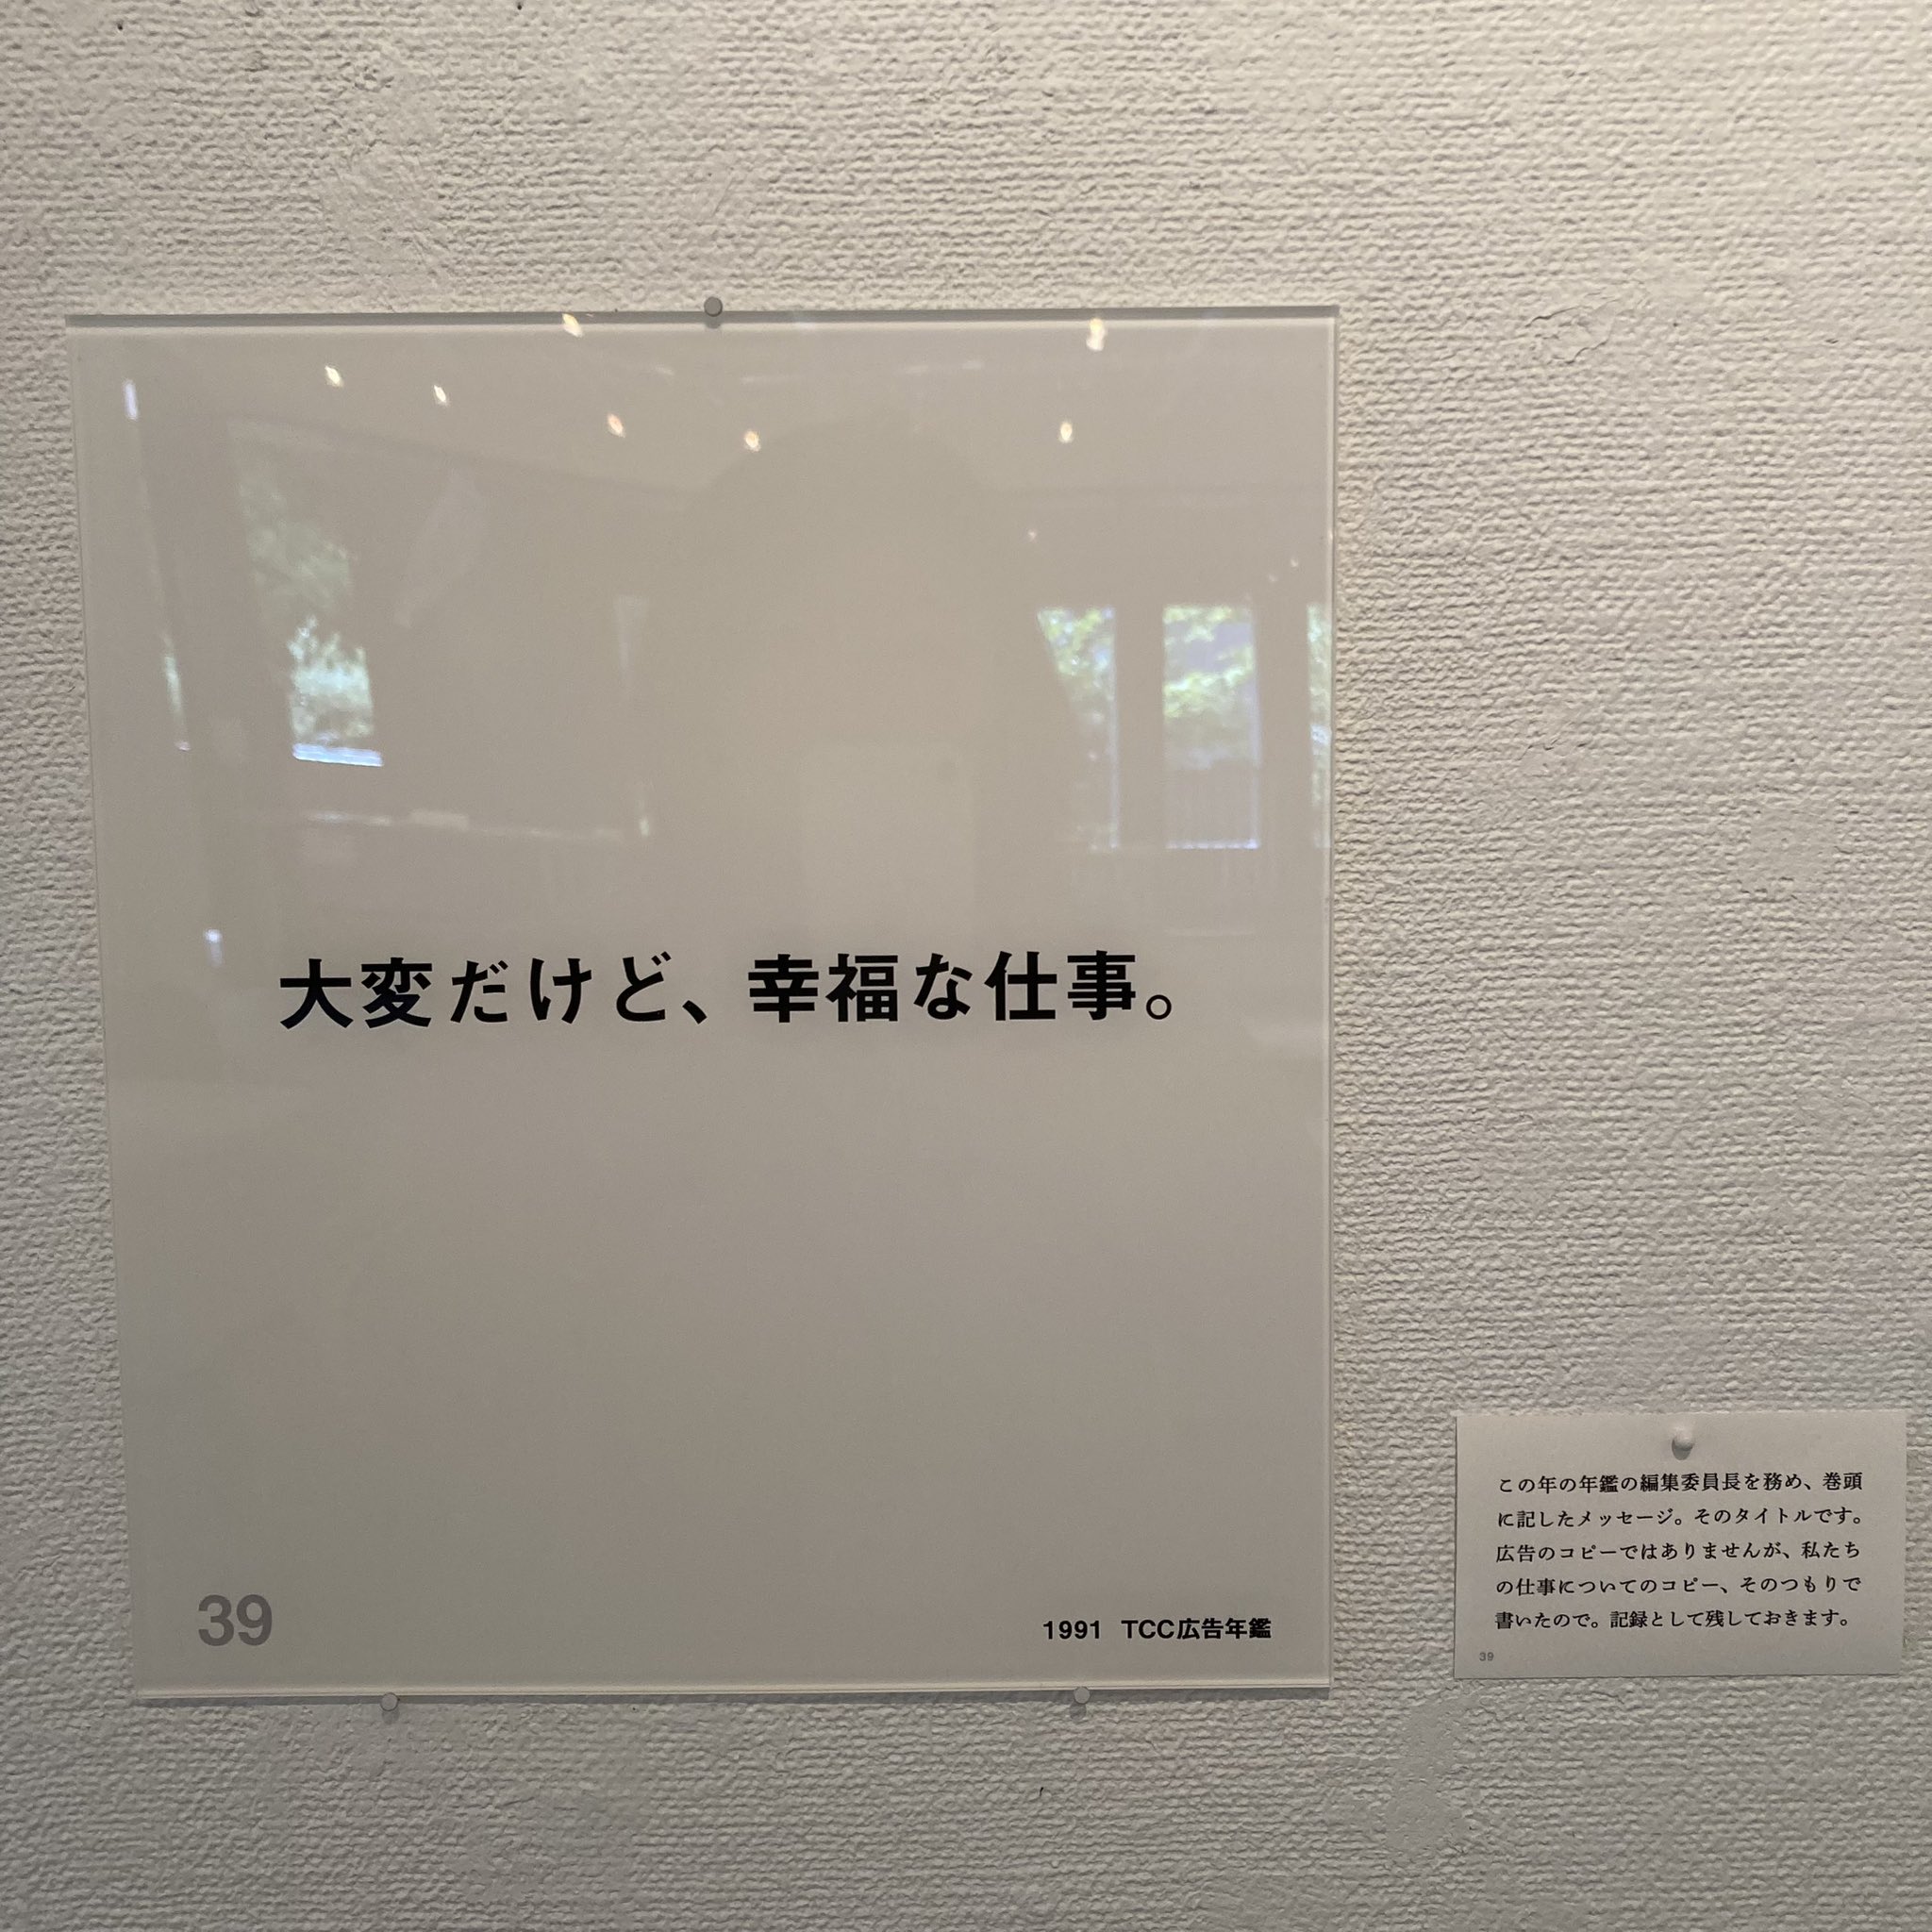 大変だけど、幸福な仕事。
39
1991 TCC広告年鑑
この年の年鑑の編集委員長を務め、巻頭
に記したメッセージ。そのタイトルです。
広告のコピーではありませんが、私たち
の仕事についてのコピー、そのつもりで
書いたので。記録として残しておきます。
39